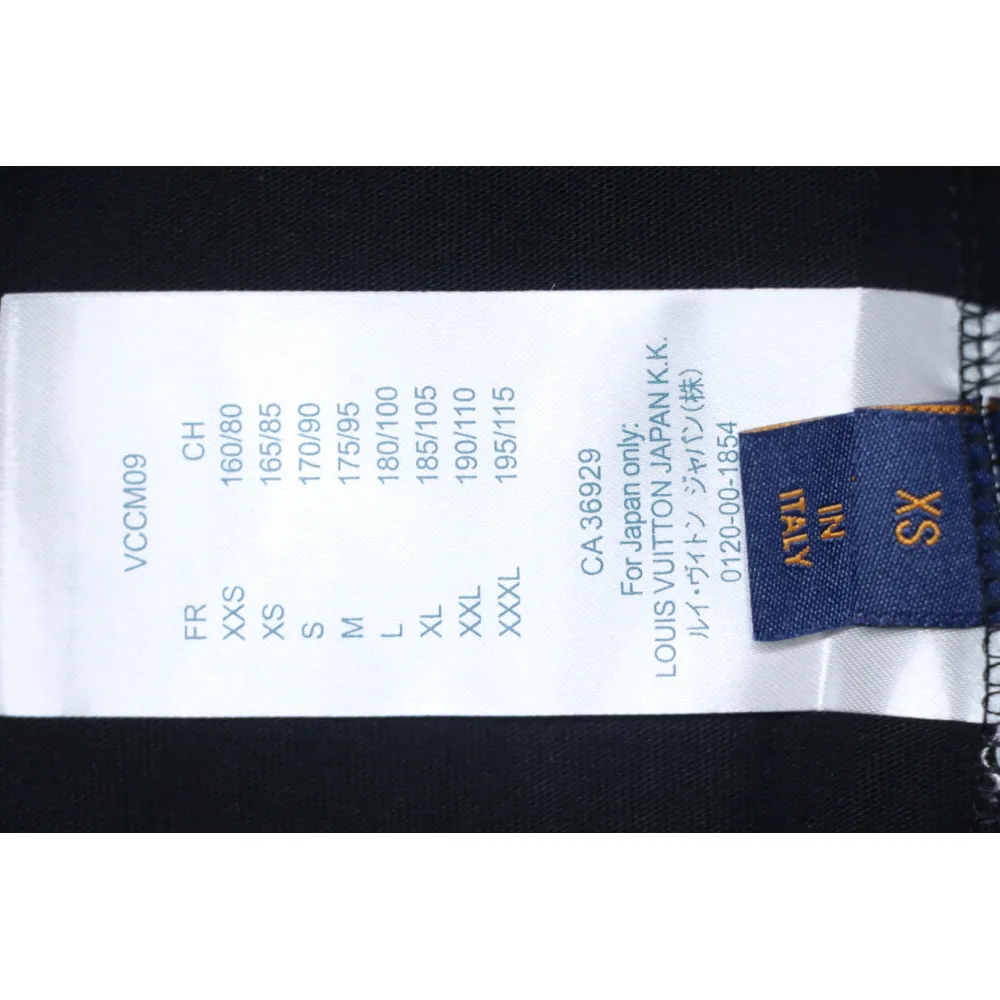 VCCM09
FR CH
XXS 160/80
XS 165/85
S 170/90
M 175/95
L 180/100
XL 185/105
XXL 190/110
XXXL 195/115
CA 36929
For Japan only:
LOUIS VUITTON JAPAN K.K.
ルイ・ヴィトン ジャパン(株)
0120-00-1854
XS
IN
ITALY